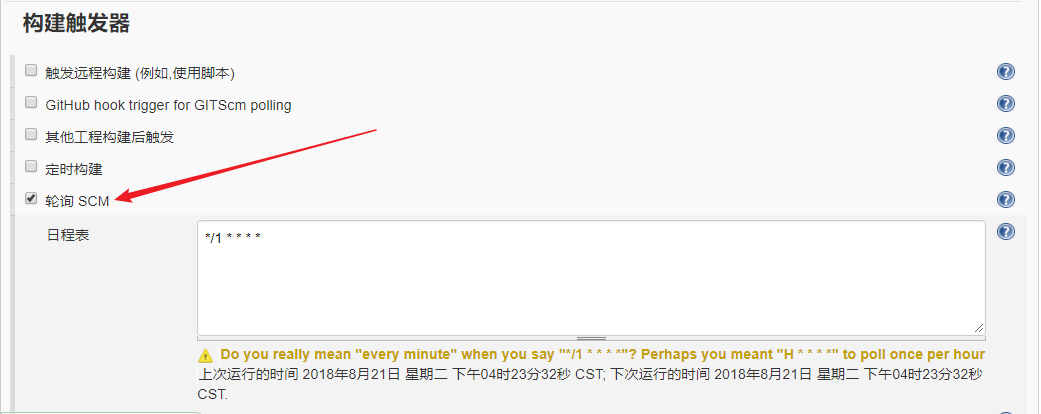 构建触发器
触发远程构建 (例如,使用脚本)
GitHub hook trigger for GITScm polling
其他工程构建后触发
定时构建
轮询 SCM
日程表
*/1 * * * *
Do you really mean "every minute" when you say "*/1 * * * *"? Perhaps you meant "H * * * *" to poll once per hour
上次运行的时间 2018年8月21日 星期二 下午04时23分32秒 CST; 下次运行的时间 2018年8月21日 星期二 下午04时23分32秒
CST.